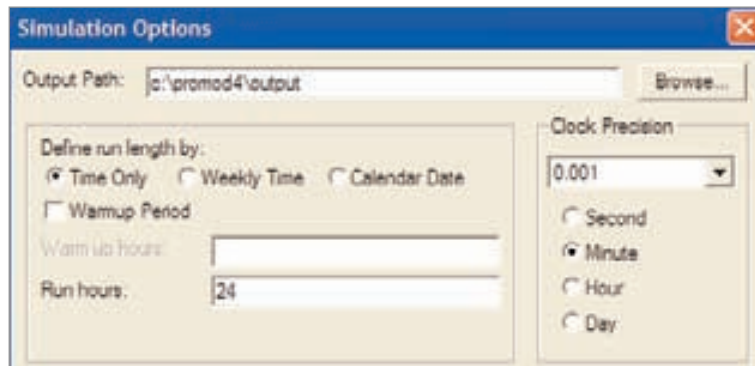 Simulation Options
Output Path: c:\promod4\output Browse...
Define run length by:
Time Only Weekly Time Calendar Date
Warmup Period
Warm up hours:
Run hours: 24
Clock Precision
0.001
Second
Minute
Hour
Day